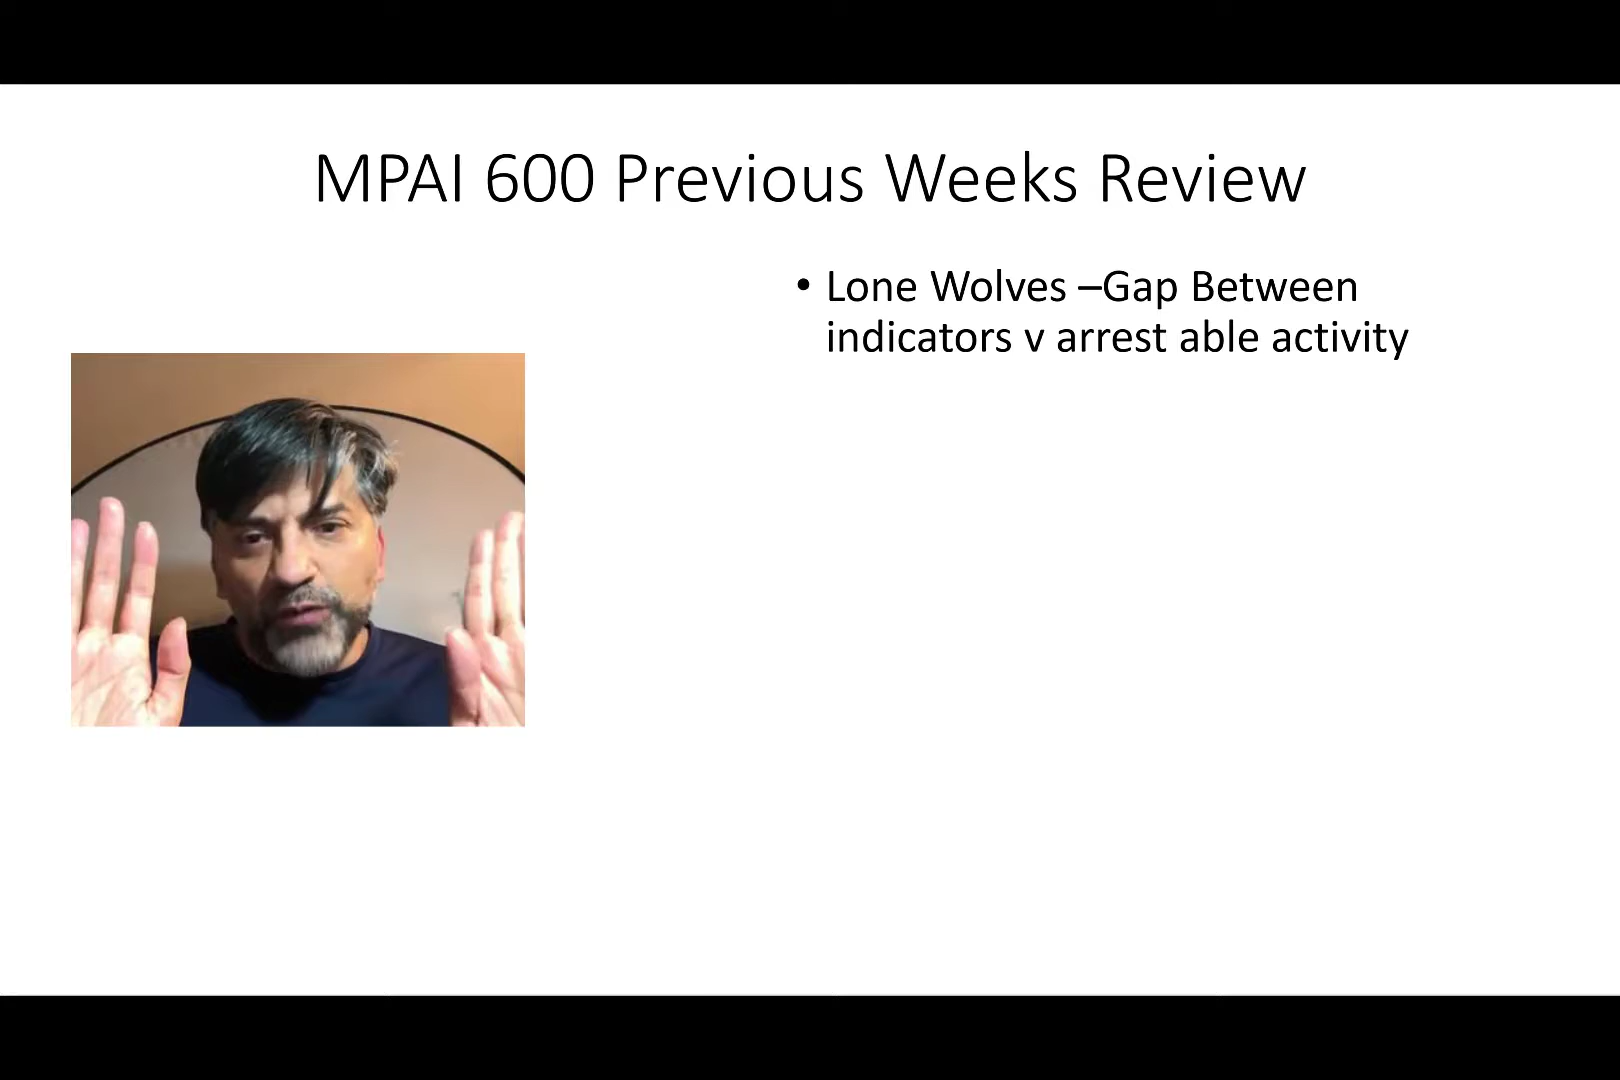 MPAI 600 Previous Weeks Review
• Lone Wolves –Gap Between
indicators v arrest able activity